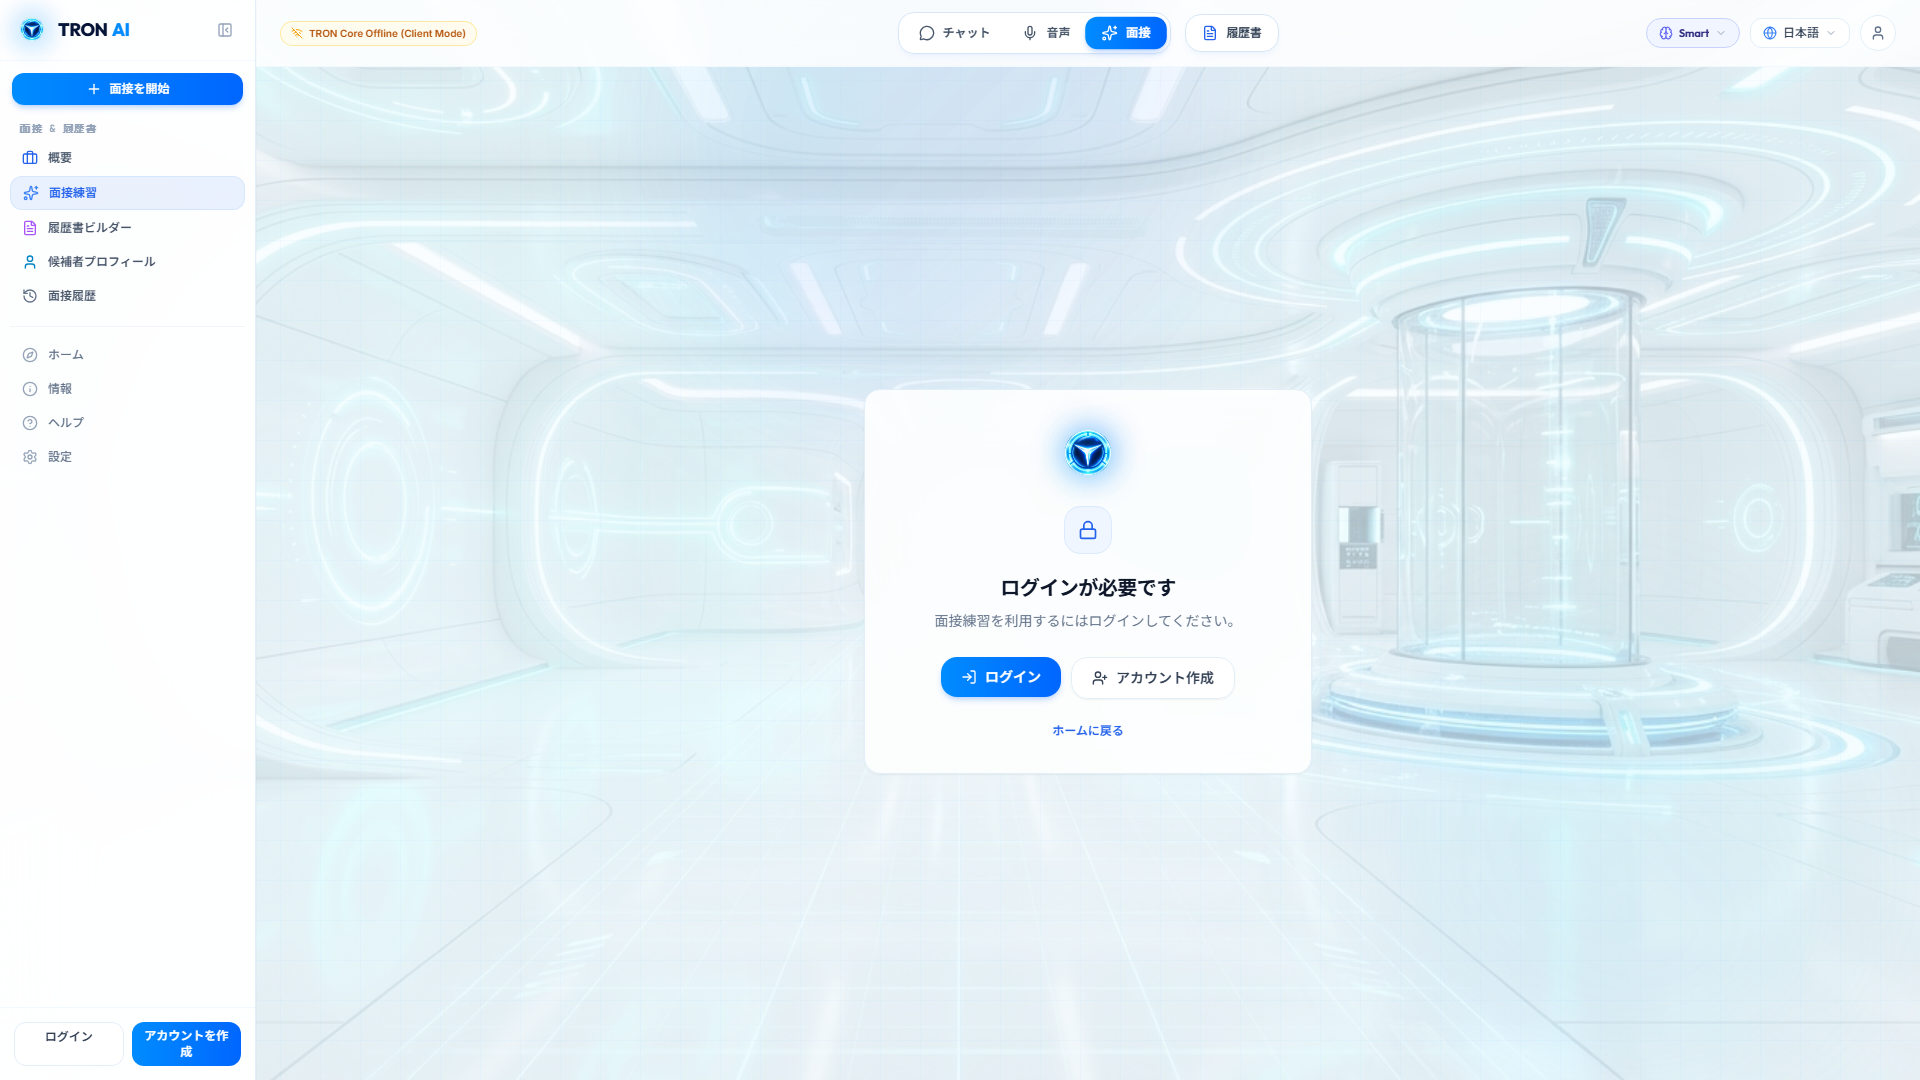 TRON AI
TRON Core Offline (Client Mode)
チャット
音声
面接
履歴書
Smart
日本語
面接を開始
面接 & 履歴書
概要
面接練習
履歴書ビルダー
候補者プロフィール
面接履歴
ホーム
情報
ヘルプ
設定
ログインが必要です
面接練習を利用するにはログインしてください。
ログイン
アカウント作成
ホームに戻る
ログイン
アカウントを作
成